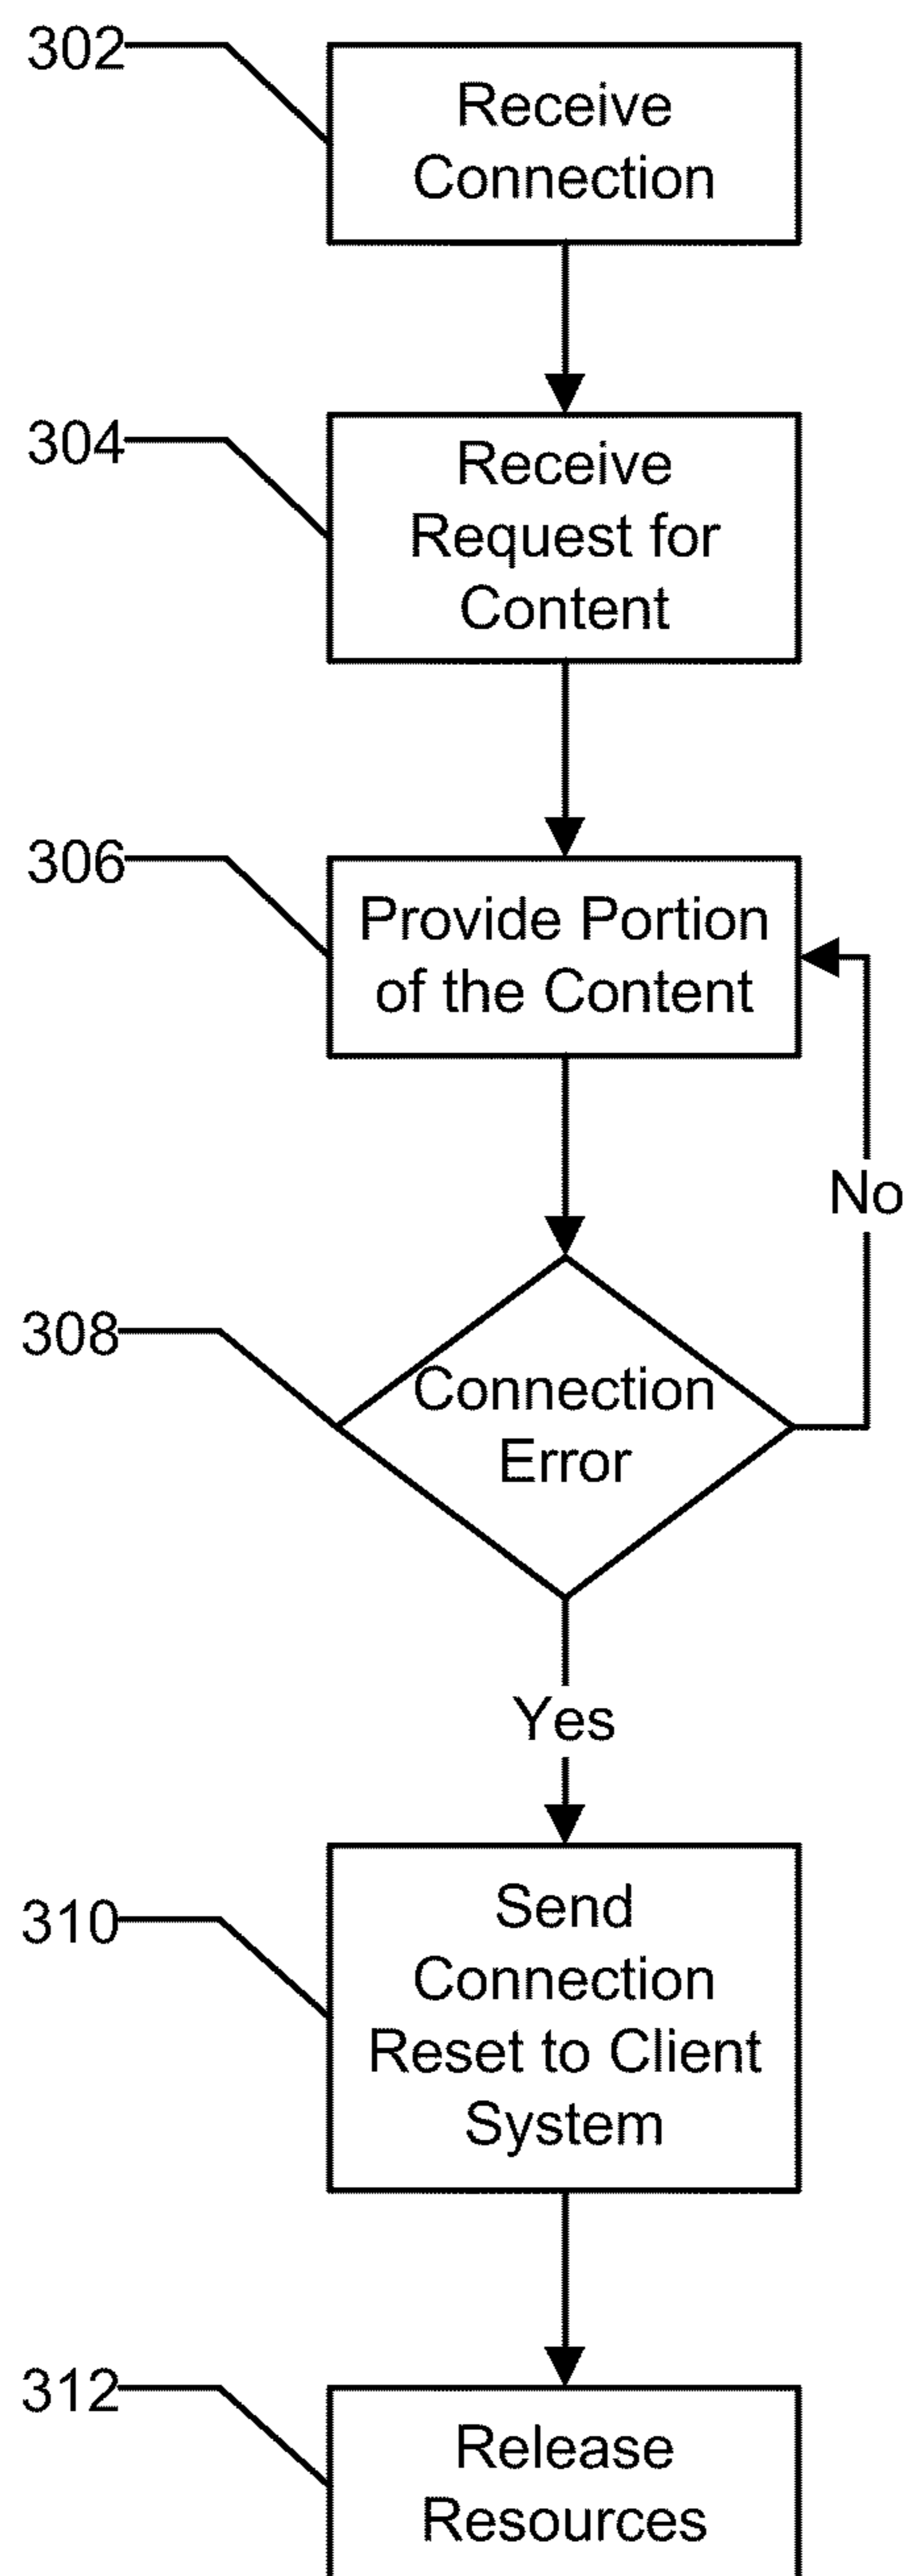 302
Receive
Connection
304
Receive
Request for
Content
306
Provide Portion
of the Content
No
308
Connection
Error
Yes
310
Send
Connection
Reset to Client
System
312
Release
Resources